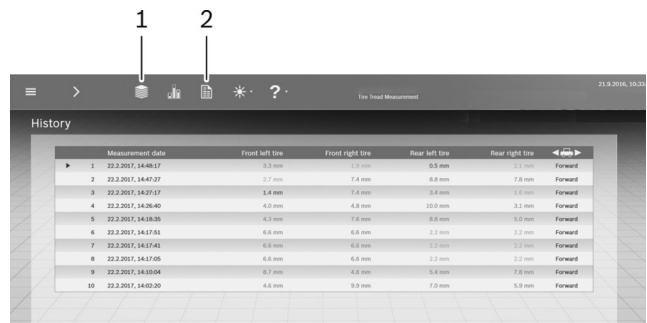 1 2
21.9.2016, 10:33
Tire Tread Measurement
History
Measurement date Front left tire Front right tire Rear left tire Rear right tire
1 22.2.2017, 14:48:17 3.3 mm 1.9 mm 0.5 mm 2.1 mm Forward
2 22.2.2017, 14:47:27 2.7 mm 7.4 mm 6.8 mm 7.8 mm Forward
3 22.2.2017, 14:27:17 1.4 mm 7.4 mm 3.4 mm 1.6 mm Forward
4 22.2.2017, 14:26:40 4.0 mm 4.8 mm 10.0 mm 3.1 mm Forward
5 22.2.2017, 14:18:35 4.3 mm 7.6 mm 8.6 mm 5.0 mm Forward
6 22.2.2017, 14:17:51 6.6 mm 6.6 mm 2.2 mm 2.2 mm Forward
7 22.2.2017, 14:17:41 6.6 mm 6.6 mm 2.2 mm 2.2 mm Forward
8 22.2.2017, 14:17:05 6.6 mm 6.6 mm 2.2 mm 2.2 mm Forward
9 22.2.2017, 14:10:04 8.7 mm 4.6 mm 5.4 mm 7.8 mm Forward
10 22.2.2017, 14:02:20 4.6 mm 9.9 mm 7.0 mm 5.9 mm Forward